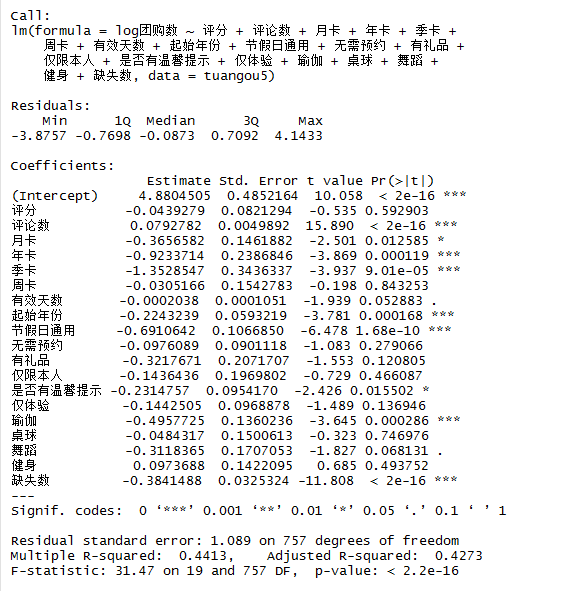 Call:
lm(formula = log团购数 ~ 评分 + 评论数 + 月卡 + 年卡 + 季卡 +
周卡 + 有效天数 + 起始年份 + 节假日通用 + 无需预约 + 有礼品 +
仅限本人 + 是否有温馨提示 + 仅体验 + 瑜伽 + 桌球 + 舞蹈 +
健身 + 缺失数, data = tuangou5)
Residuals:
Min 1Q Median 3Q Max
-3.8757 -0.7698 -0.0873 0.7092 4.1433
Coefficients:
Estimate Std. Error t value Pr(>|t|)
(Intercept) 4.8804505 0.4852164 10.058 < 2e-16 ***
评分 -0.0439279 0.0821294 -0.535 0.592903
评论数 0.0792782 0.0049892 15.890 < 2e-16 ***
月卡 -0.3656582 0.1461882 -2.501 0.012585 *
年卡 -0.9233714 0.2386846 -3.869 0.000119 ***
季卡 -1.3528547 0.3436337 -3.937 9.01e-05 ***
周卡 -0.0305166 0.1542783 -0.198 0.843253
有效天数 -0.0002038 0.0001051 -1.939 0.052883 .
起始年份 -0.2243239 0.0593219 -3.781 0.000168 ***
节假日通用 -0.6910642 0.1066850 -6.478 1.68e-10 ***
无需预约 -0.0976089 0.0901118 -1.083 0.279066
有礼品 -0.3217671 0.2071707 -1.553 0.120805
仅限本人 -0.1436436 0.1969802 -0.729 0.466087
是否有温馨提示 -0.2314757 0.0954170 -2.426 0.015502 *
仅体验 -0.1442505 0.0968878 -1.489 0.136946
瑜伽 -0.4957725 0.1360236 -3.645 0.000286 ***
桌球 -0.0484317 0.1500613 -0.323 0.746976
舞蹈 -0.3118365 0.1707053 -1.827 0.068131 .
健身 0.0973688 0.1422095 0.685 0.493752
缺失数 -0.3841488 0.0325324 -11.808 < 2e-16 ***
---
Signif. codes: 0 ‘***’ 0.001 ‘**’ 0.01 ‘*’ 0.05 ‘.’ 0.1 ‘ ’ 1
Residual standard error: 1.089 on 757 degrees of freedom
Multiple R-squared: 0.4413, Adjusted R-squared: 0.4273
F-statistic: 31.47 on 19 and 757 DF, p-value: < 2.2e-16